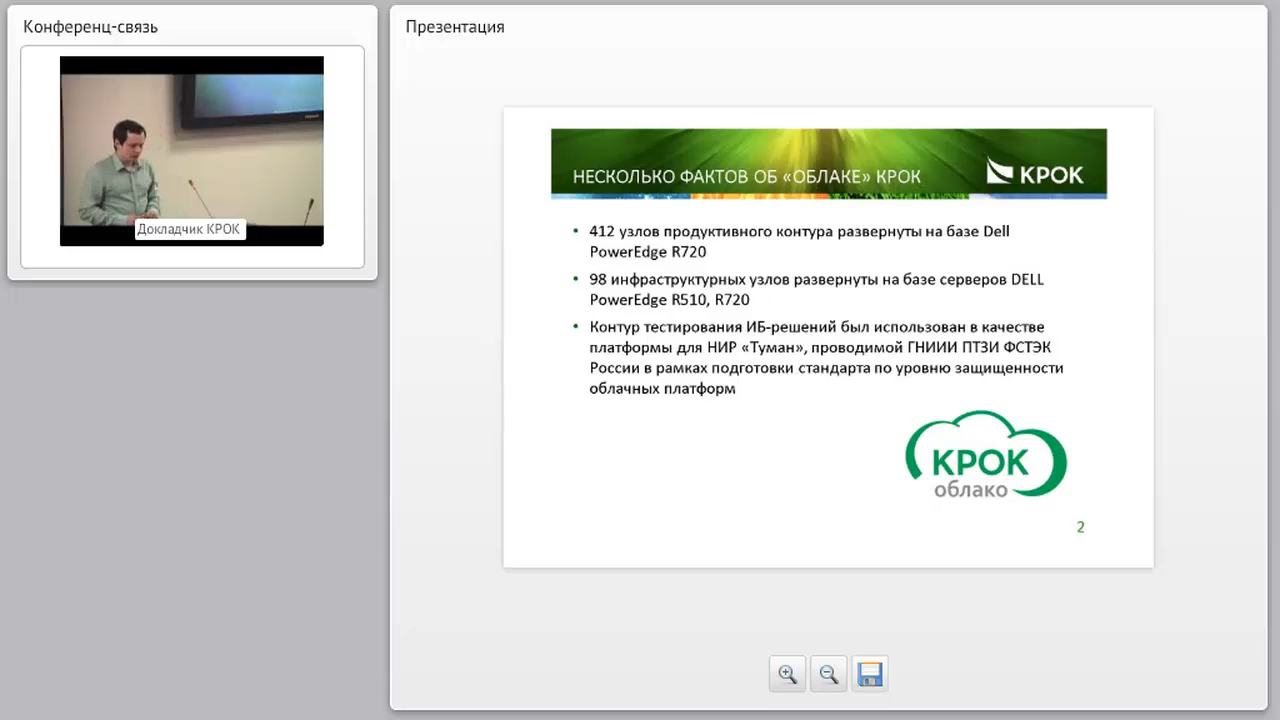 Конференц-связь
Докладчик КРОК
Презентация
НЕСКОЛЬКО ФАКТОВ ОБ «ОБЛАКЕ» КРОК
КРОК
• 412 узлов продуктивного контура развернуты на базе Dell
PowerEdge R720
• 98 инфраструктурных узлов развернуты на базе серверов DELL
PowerEdge R510, R720
• Контур тестирования ИБ-решений был использован в качестве
платформы для НИР «Туман», проводимой ГНИИИ ПТЗИ ФСТЭК
России в рамках подготовки стандарта по уровню защищенности
облачных платформ
КРОК
облако
2